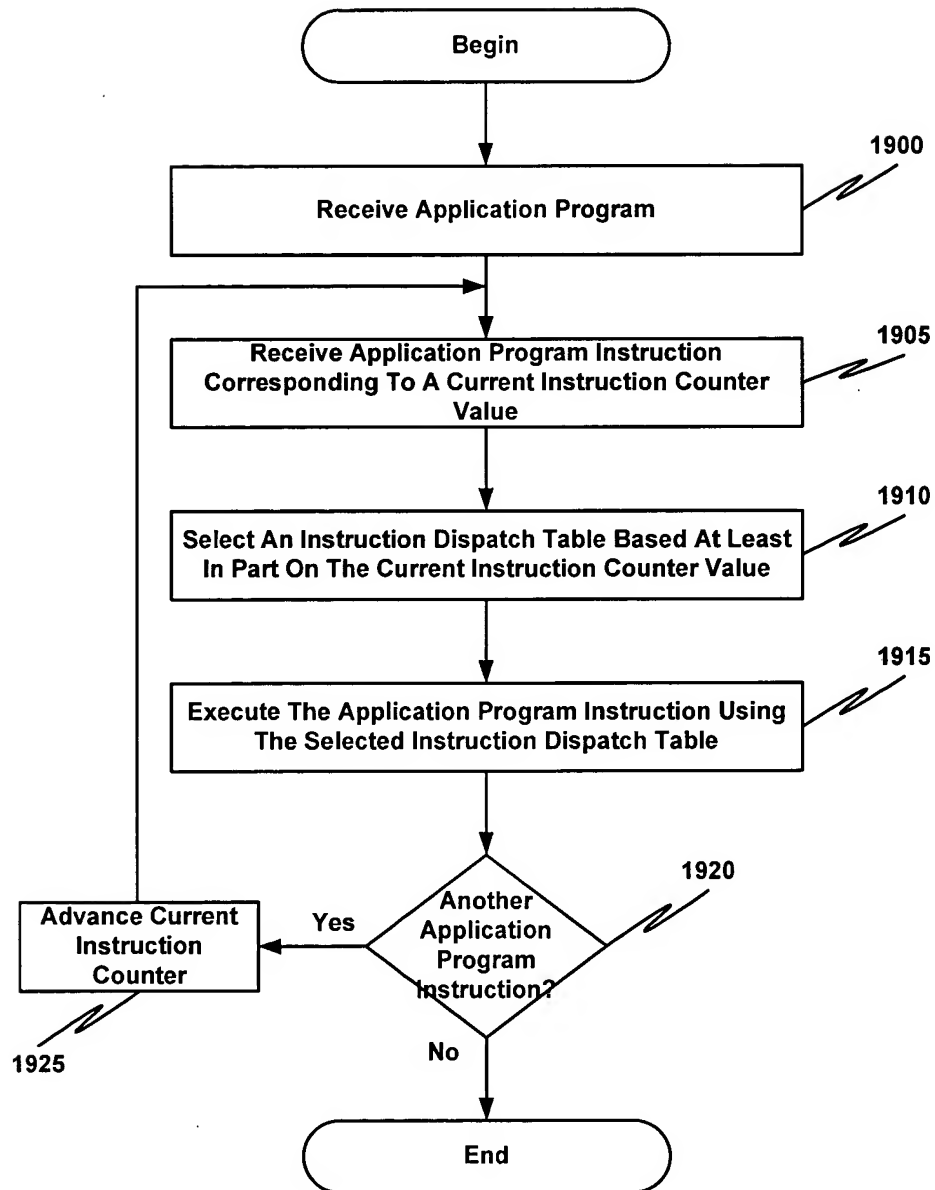 Begin
1900
Receive Application Program
1905
Receive Application Program Instruction
Corresponding To A Current Instruction Counter
Value
1910
Select An Instruction Dispatch Table Based At Least
In Part On The Current Instruction Counter Value
1915
Execute The Application Program Instruction Using
The Selected Instruction Dispatch Table
1920
Another
Application
Program
Instruction?
Yes
Advance Current
Instruction
Counter
1925
No
End